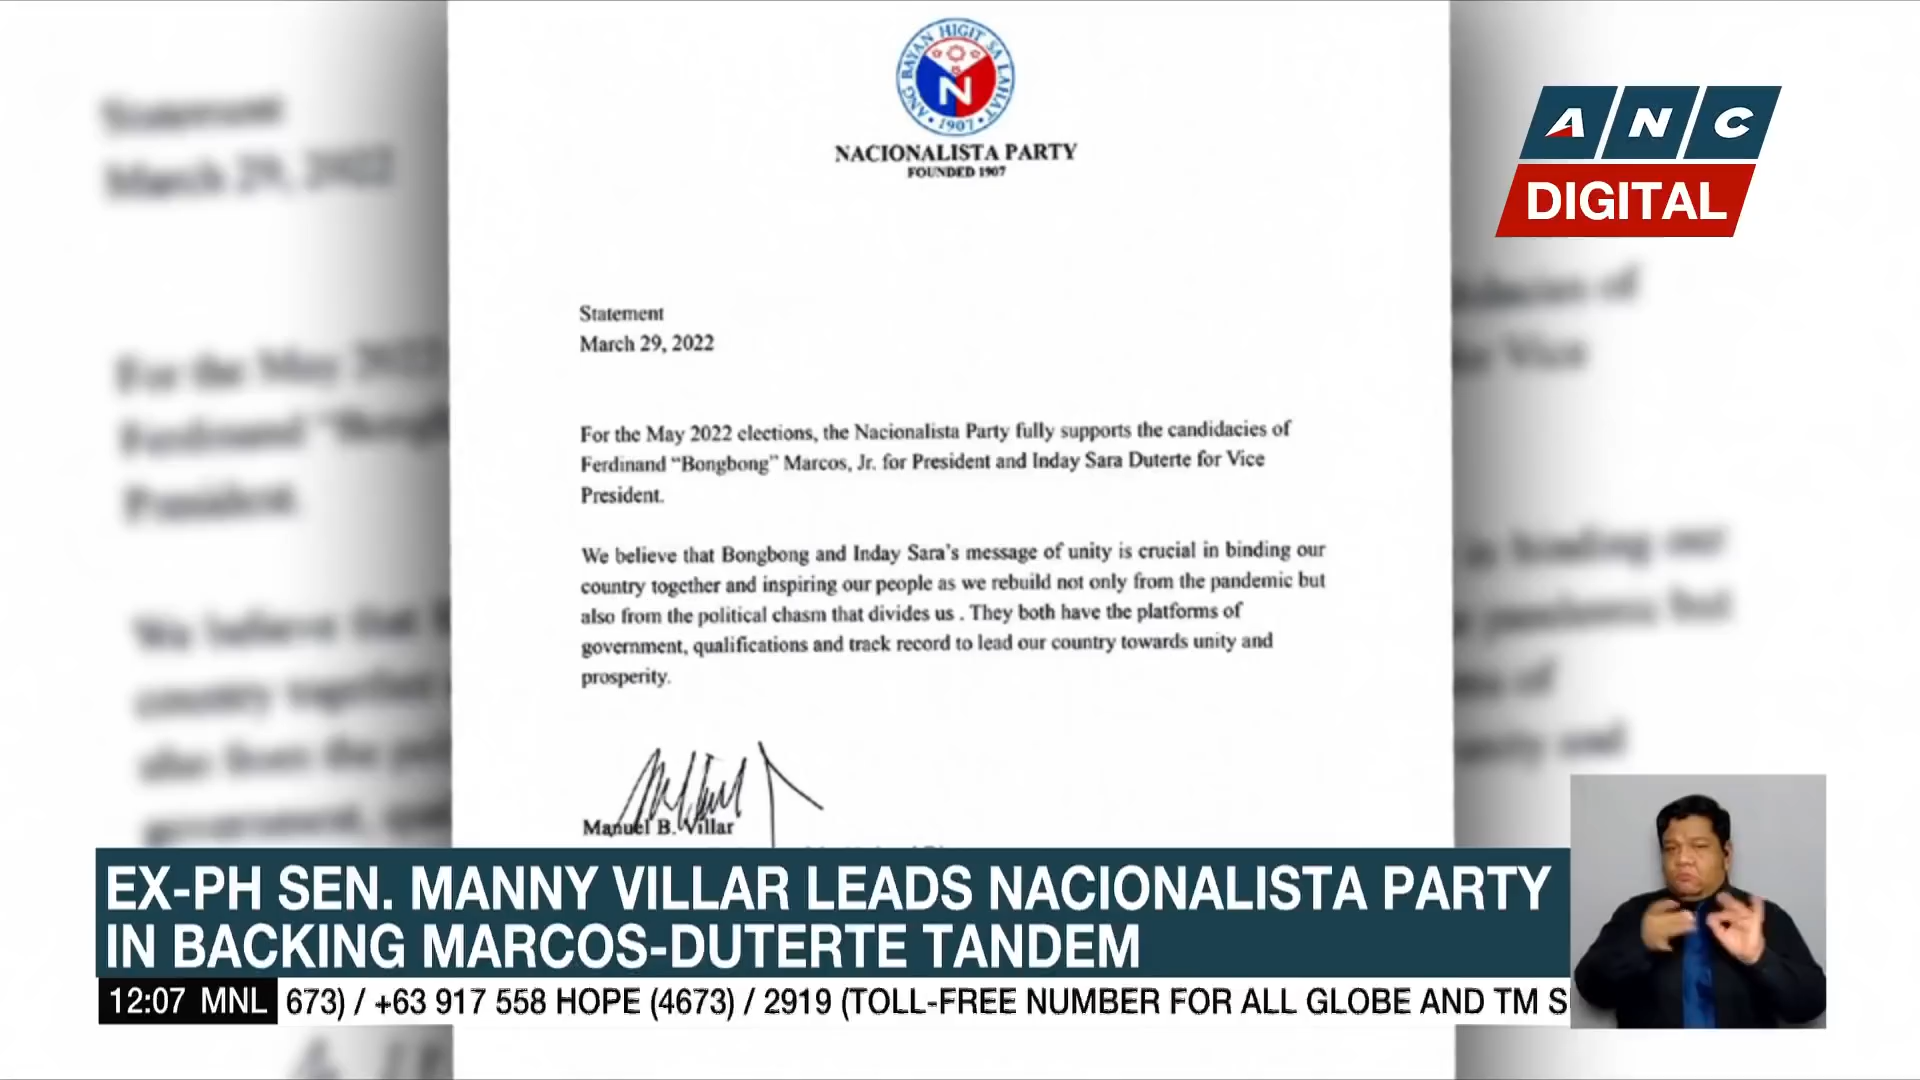 ANG BAYAN HIGIT SA LAHAT
N
• 1907 •
NACIONALISTA PARTY
FOUNDED 1907
ANC
DIGITAL
Statement
March 29, 2022
For the May 2022 elections, the Nacionalista Party fully supports the candidacies of
Ferdinand “Bongbong” Marcos, Jr. for President and Inday Sara Duterte for Vice
President.
We believe that Bongbong and Inday Sara’s message of unity is crucial in binding our
country together and inspiring our people as we rebuild not only from the pandemic but
also from the political chasm that divides us . They both have the platforms of
government, qualifications and track record to lead our country towards unity and
prosperity.
Manuel B. Villar
EX-PH SEN. MANNY VILLAR LEADS NACIONALISTA PARTY
IN BACKING MARCOS-DUTERTE TANDEM
12:07 MNL 673) / +63 917 558 HOPE (4673) / 2919 (TOLL-FREE NUMBER FOR ALL GLOBE AND TM S